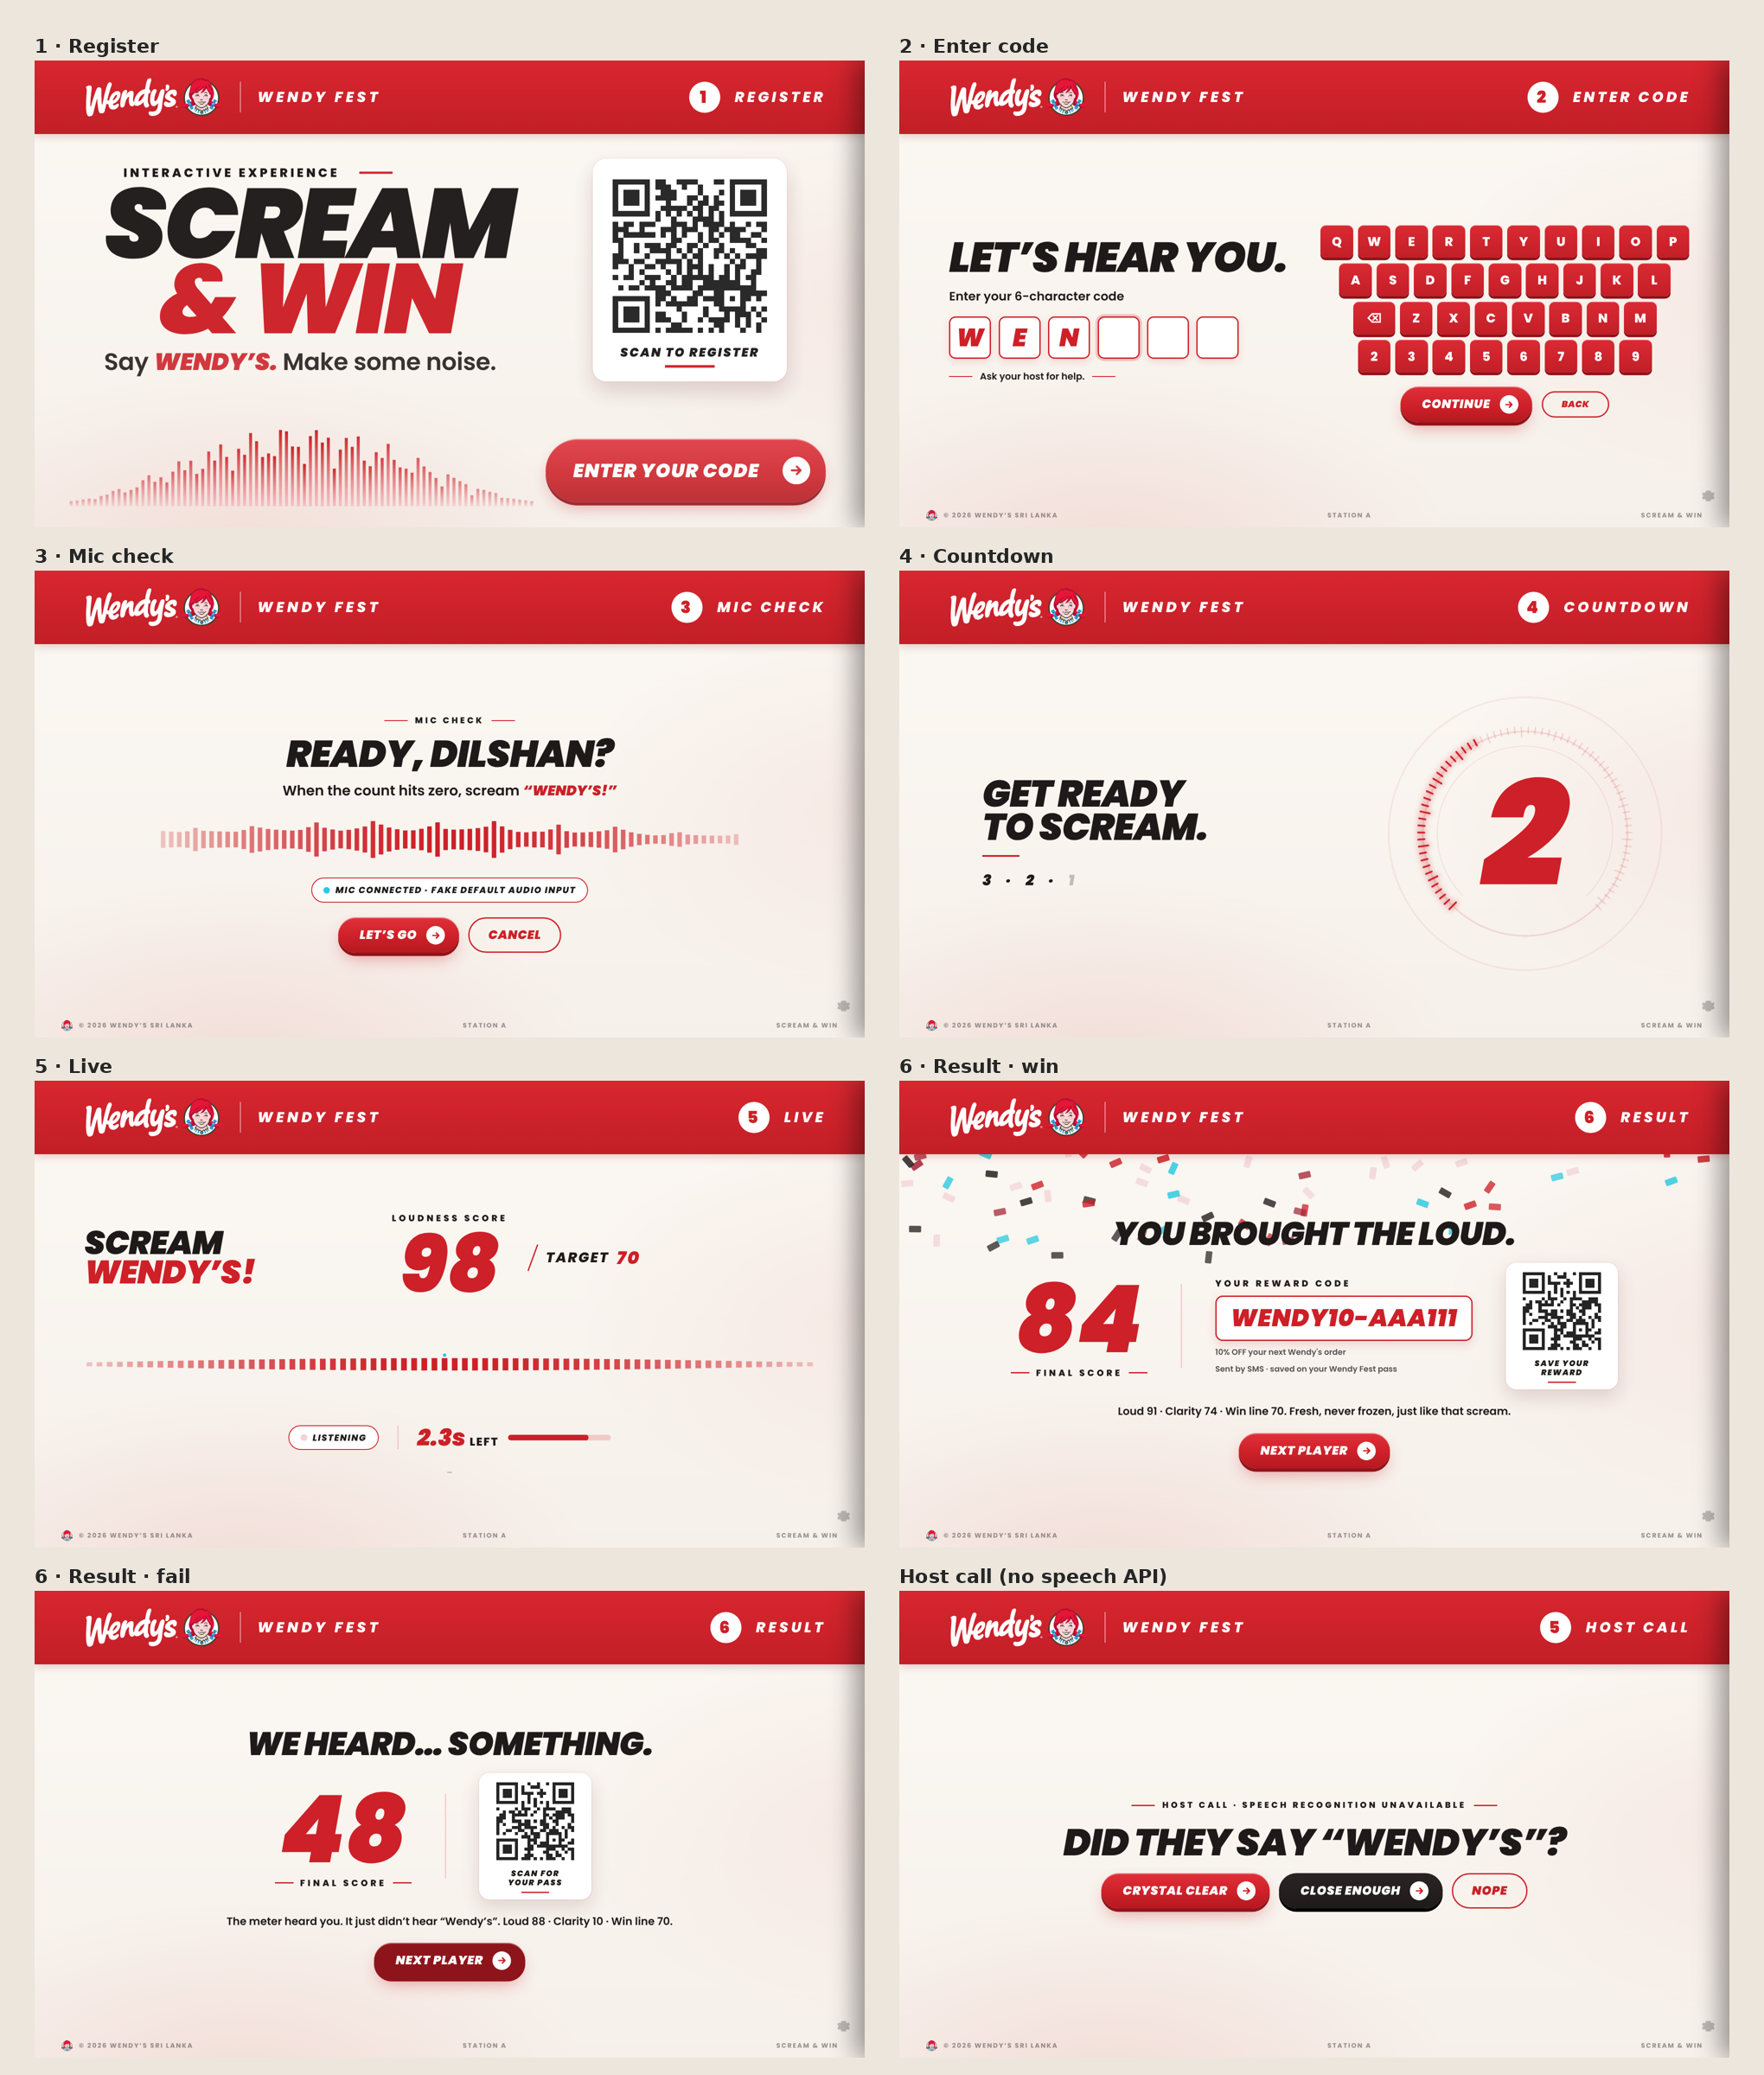 1 · Register
Wendy's WENDY FEST 1 REGISTER
INTERACTIVE EXPERIENCE
SCREAM
& WIN
Say WENDY'S. Make some noise.
SCAN TO REGISTER
ENTER YOUR CODE
2 · Enter code
Wendy's WENDY FEST 2 ENTER CODE
LET'S HEAR YOU.
Enter your 6-character code
W E N
Ask your host for help.
Q W E R T Y U I O P
A S D F G H J K L
⌫ Z X C V B N M
2 3 4 5 6 7 8 9
CONTINUE BACK
© 2026 WENDY'S SRI LANKA STATION A SCREAM & WIN
3 · Mic check
Wendy's WENDY FEST 3 MIC CHECK
MIC CHECK
READY, DILSHAN?
When the count hits zero, scream “WENDY'S!”
MIC CONNECTED · FAKE DEFAULT AUDIO INPUT
LET'S GO CANCEL
© 2026 WENDY'S SRI LANKA STATION A SCREAM & WIN
4 · Countdown
Wendy's WENDY FEST 4 COUNTDOWN
GET READY
TO SCREAM.
3 · 2 · 1
2
© 2026 WENDY'S SRI LANKA STATION A SCREAM & WIN
5 · Live
Wendy's WENDY FEST 5 LIVE
SCREAM
WENDY'S!
LOUDNESS SCORE
98 / TARGET 70
LISTENING 2.3s LEFT
© 2026 WENDY'S SRI LANKA STATION A SCREAM & WIN
6 · Result · win
Wendy's WENDY FEST 6 RESULT
YOU BROUGHT THE LOUD.
84
FINAL SCORE
YOUR REWARD CODE
WENDY10-AAA111
10% OFF your next Wendy's order
Sent by SMS · saved on your Wendy Fest pass
SAVE YOUR
REWARD
Loud 91 · Clarity 74 · Win line 70. Fresh, never frozen, just like that scream.
NEXT PLAYER
© 2026 WENDY'S SRI LANKA STATION A SCREAM & WIN
6 · Result · fail
Wendy's WENDY FEST 6 RESULT
WE HEARD... SOMETHING.
48
FINAL SCORE
SCAN FOR
YOUR PASS
The meter heard you. It just didn't hear “Wendy's”. Loud 88 · Clarity 10 · Win line 70.
NEXT PLAYER
© 2026 WENDY'S SRI LANKA STATION A SCREAM & WIN
Host call (no speech API)
Wendy's WENDY FEST 5 HOST CALL
HOST CALL · SPEECH RECOGNITION UNAVAILABLE
DID THEY SAY “WENDY'S”?
CRYSTAL CLEAR CLOSE ENOUGH NOPE
© 2026 WENDY'S SRI LANKA STATION A SCREAM & WIN